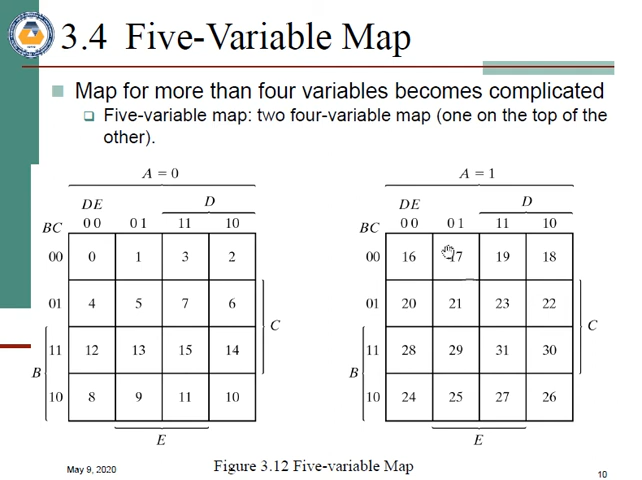 3.4 Five-Variable Map
Map for more than four variables becomes complicated
Five-variable map: two four-variable map (one on the top of the
other).
A = 0
DE
D
BC
0 0
0 1
11
10
00
0
1
3
2
01
4
5
7
6
C
11
12
13
15
14
B
10
8
9
11
10
E
A = 1
DE
D
BC
0 0
0 1
11
10
00
16
7
19
18
01
20
21
23
22
C
11
28
29
31
30
B
10
24
25
27
26
E
Figure 3.12 Five-variable Map
May 9, 2020
10